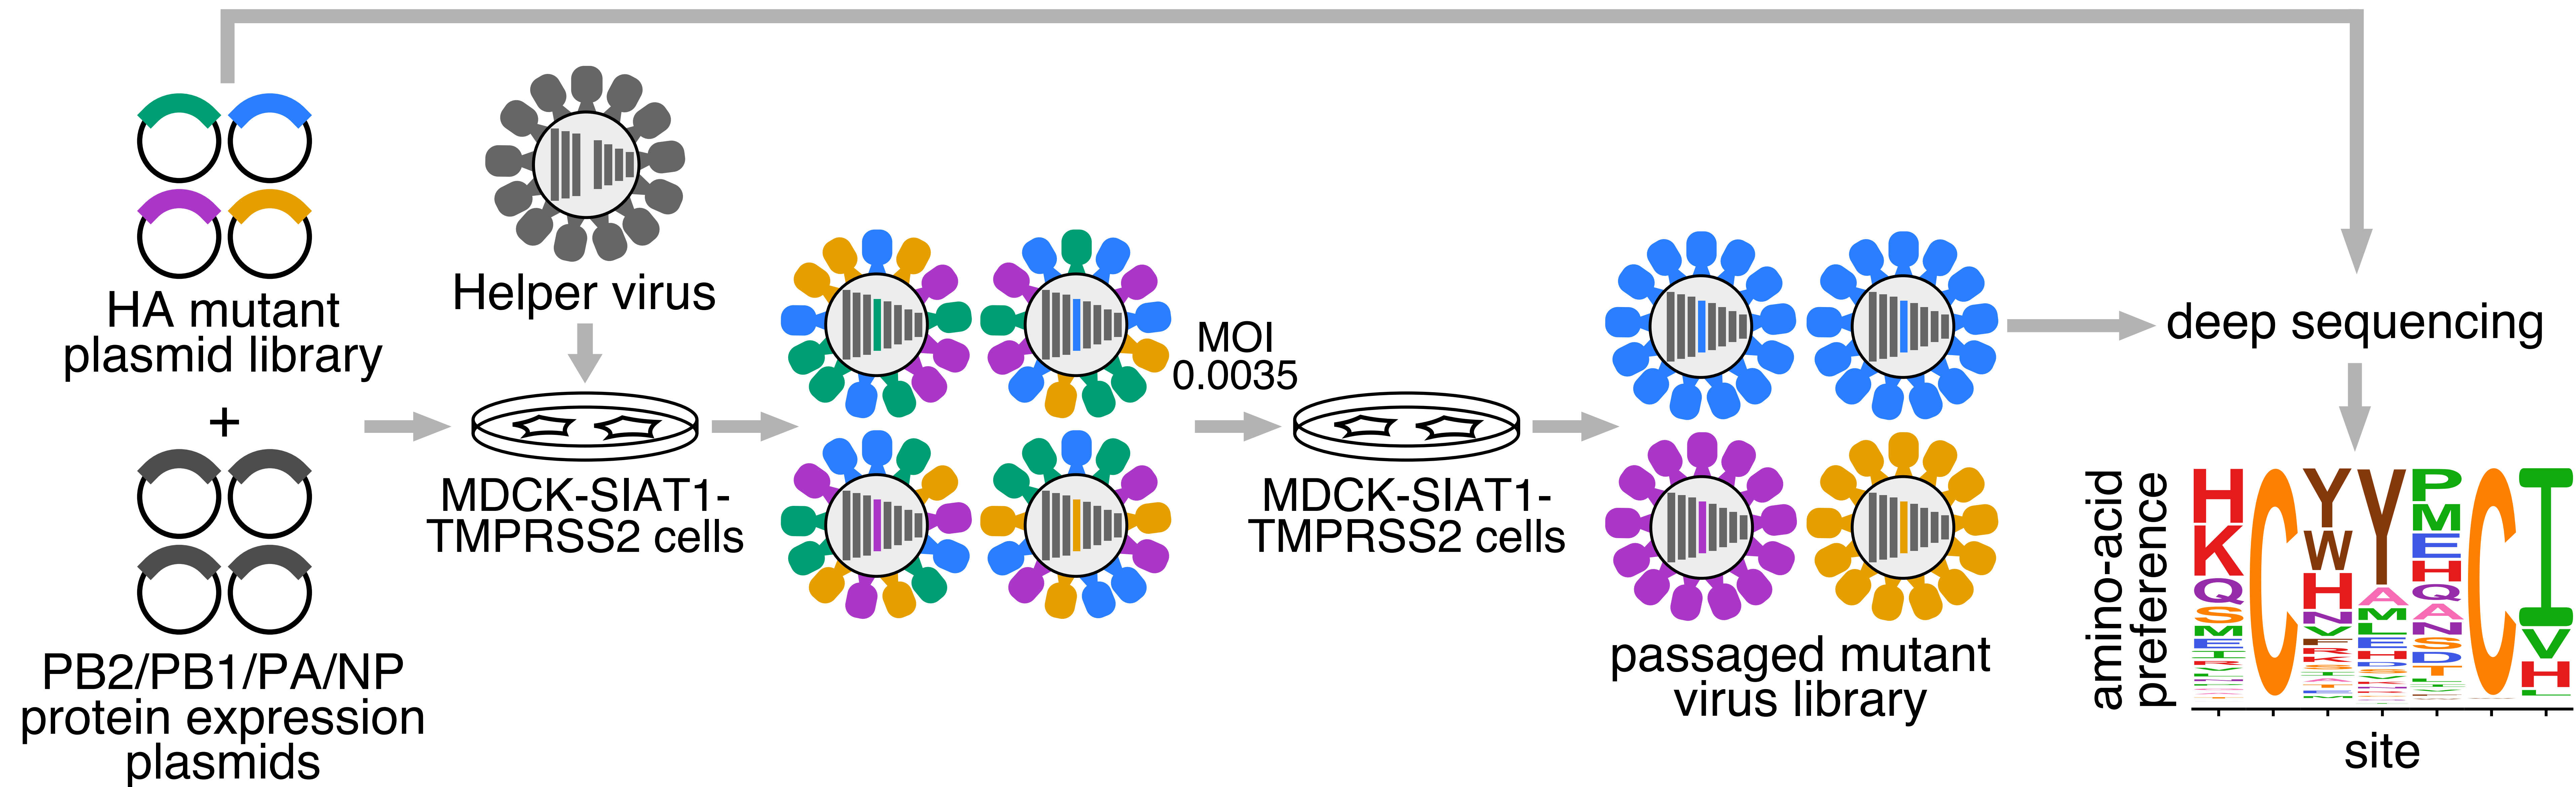 HA mutant
plasmid library
+
PB2/PB1/PA/NP
protein expression
plasmids
Helper virus
MDCK-SIAT1-
TMPRSS2 cells
MOI
0.0035
MDCK-SIAT1-
TMPRSS2 cells
passaged mutant
virus library
deep sequencing
amino-acid
preference
H C Y Y P C I
K W M V
Q H A E H
S N M H
site